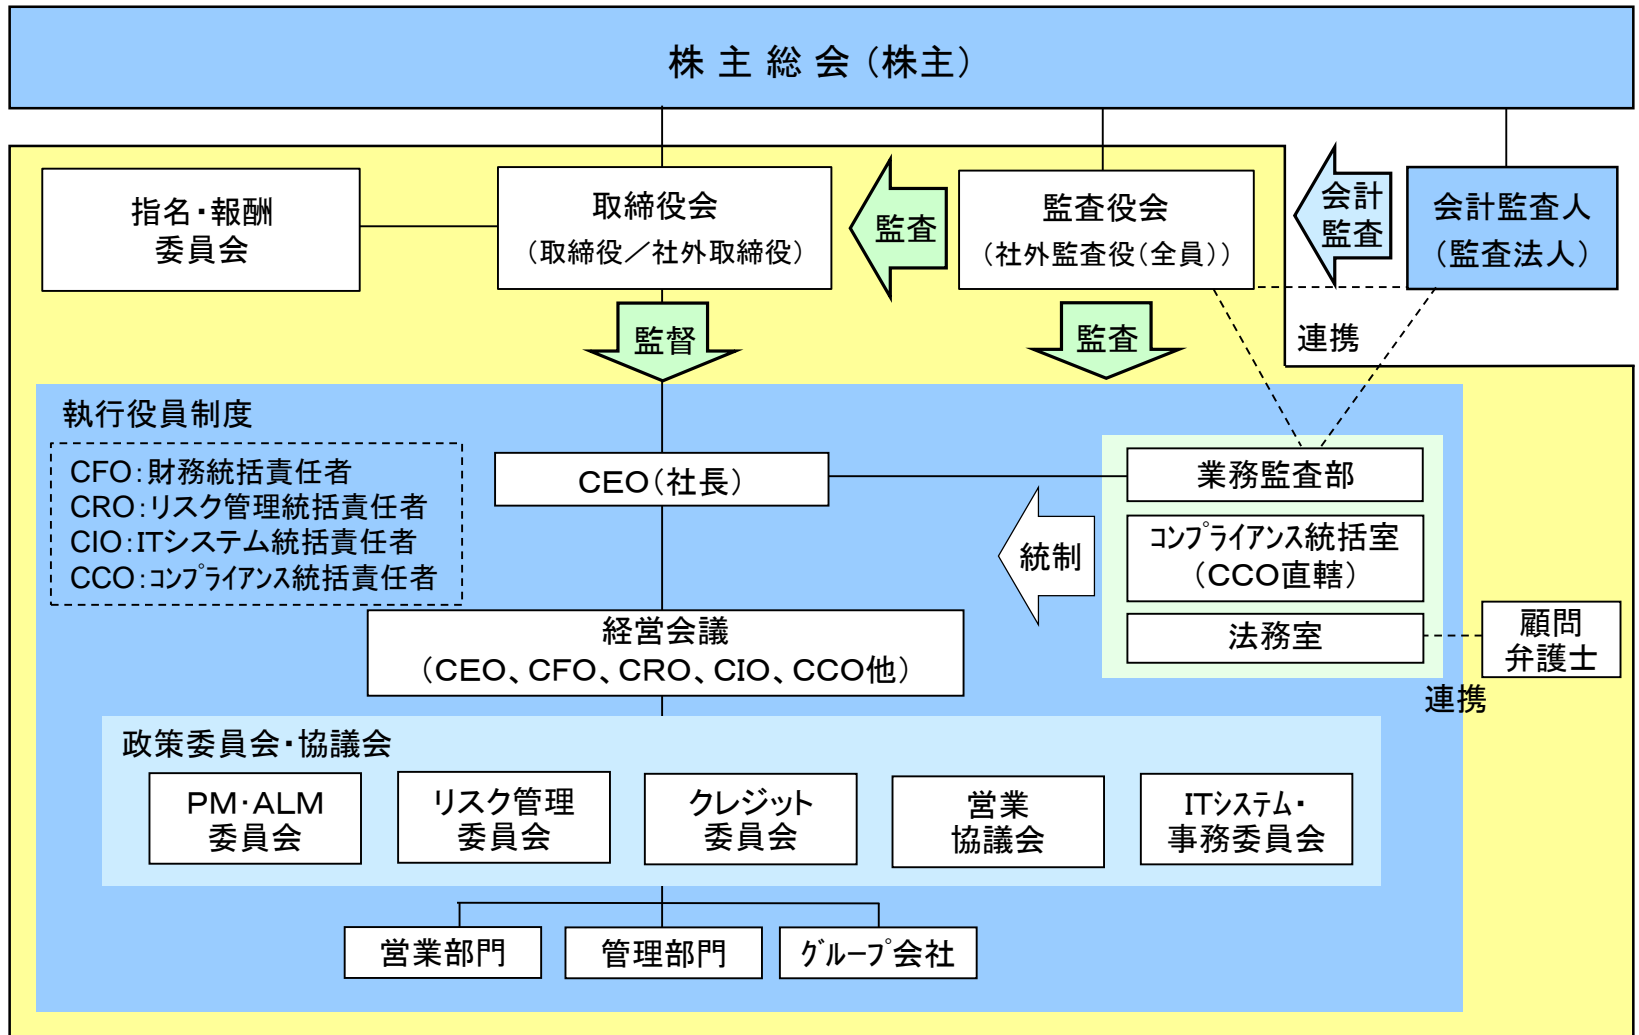 株主総会（株主）
指名・報酬
委員会
取締役会
（取締役／社外取締役）
監査
監査役会
（社外監査役（全員））
会計
監査
会計監査人
（監査法人）
監督
監査
連携
執行役員制度
CFO：財務統括責任者
CRO：リスク管理統括責任者
CIO：ITシステム統括責任者
CCO：コンプライアンス統括責任者
CEO（社長）
業務監査部
統制
コンプライアンス統括室
（CCO直轄）
法務室
顧問
弁護士
連携
経営会議
（CEO、CFO、CRO、CIO、CCO他）
政策委員会・協議会
PM・ALM
委員会
リスク管理
委員会
クレジット
委員会
営業
協議会
ITシステム・
事務委員会
営業部門
管理部門
グループ会社